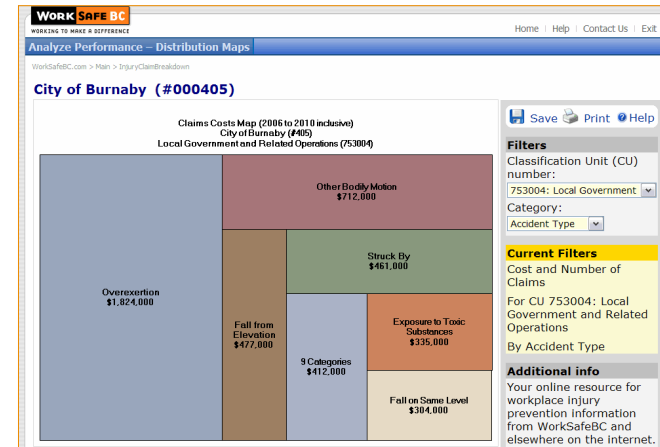 WORK SAFE BC
WORKING TO MAKE A DIFFERENCE
Home | Help | Contact Us | Exit
Analyze Performance – Distribution Maps
WorkSafeBC.com > Main > InjuryClaimBreakdown
City of Burnaby (#000405)
Claims Costs Map (2006 to 2010 inclusive)
City of Burnaby (#405)
Local Government and Related Operations (753004)
Other Bodily Motion
$712,000
Struck By
$461,000
Overexertion
$1,824,000
Fall from
Elevation
$477,000
Exposure to Toxic
Substances
$335,000
9 Categories
$412,000
Fall on Same Level
$304,000
Save Print Help
Filters
Classification Unit (CU)
number:
753004: Local Government
Category:
Accident Type
Current Filters
Cost and Number of
Claims
For CU 753004: Local
Government and Related
Operations
By Accident Type
Additional info
Your online resource for
workplace injury
prevention information
from WorkSafeBC and
elsewhere on the internet.